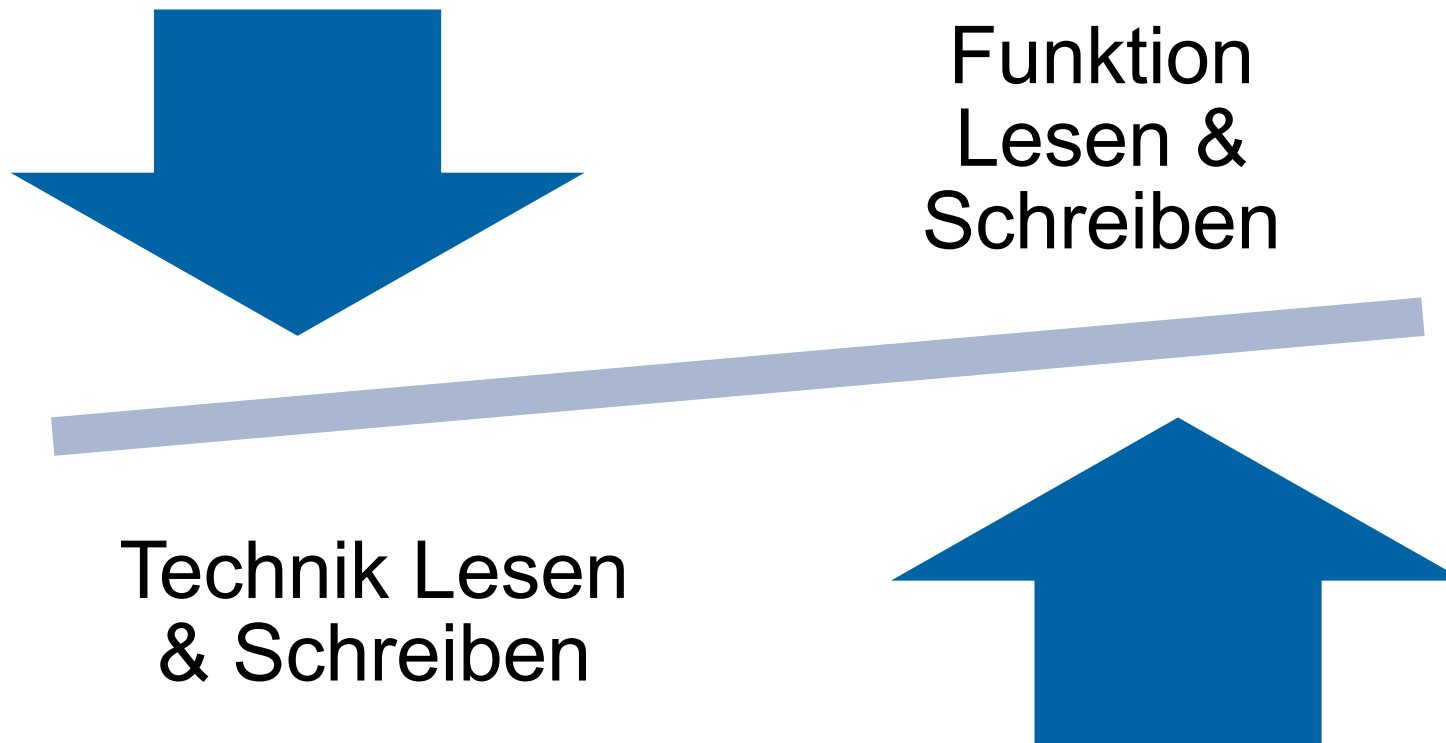 Funktion
Lesen &
Schreiben
Technik Lesen
& Schreiben